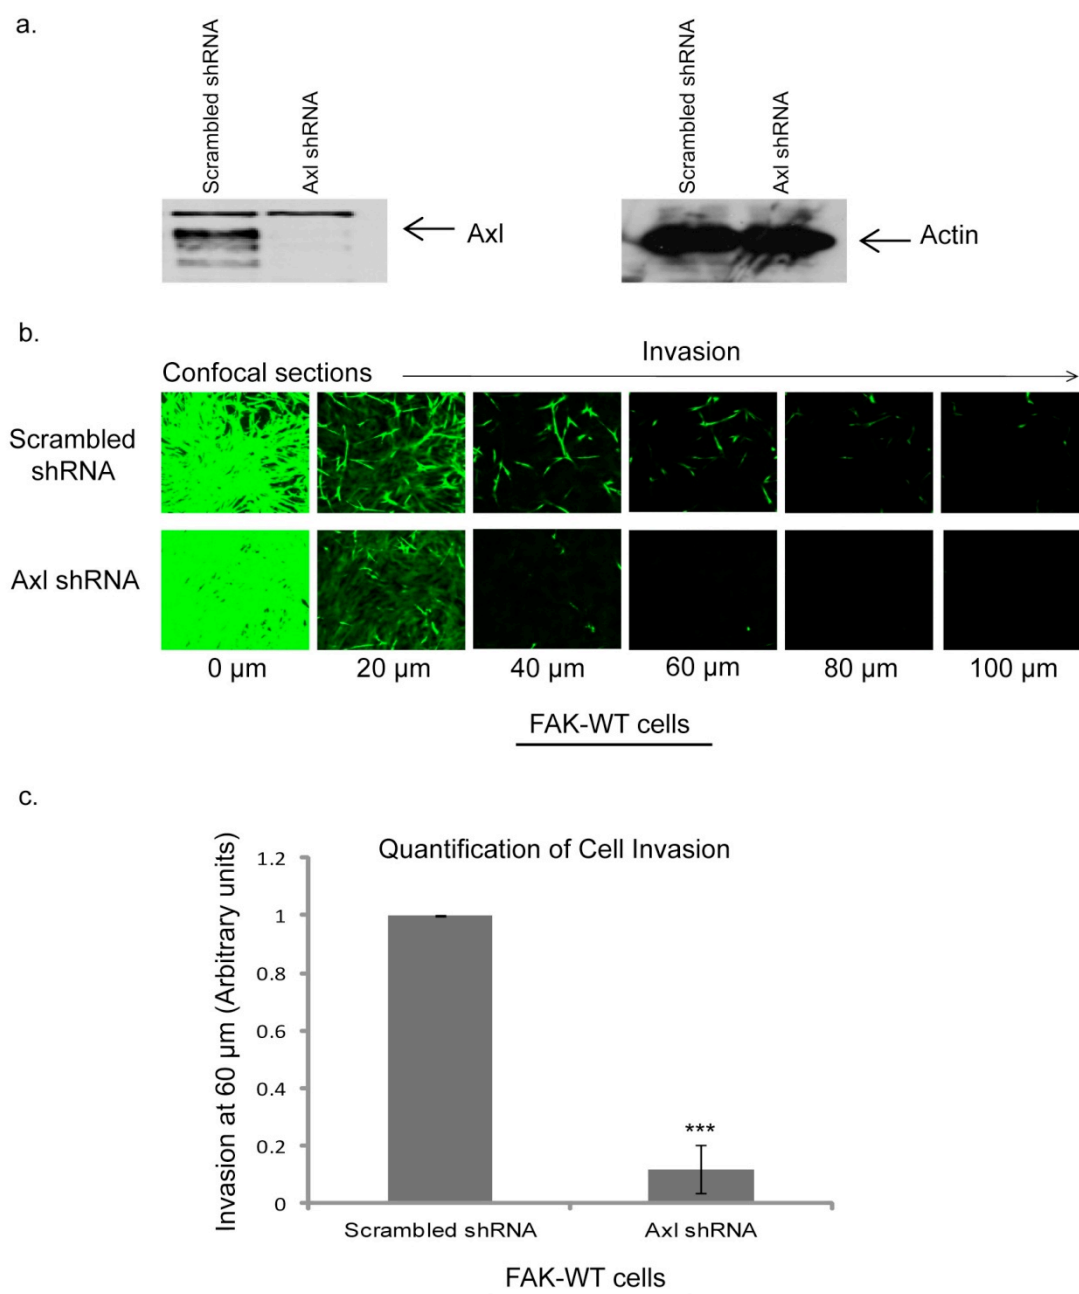 a.
Scrambled shRNA
Axl shRNA
Scrambled shRNA
Axl shRNA
Axl
Actin
b.
Invasion
Confocal sections
Scrambled
shRNA
Axl shRNA
0 µm
20 µm
40 µm
60 µm
80 µm
100 µm
FAK-WT cells
c.
Quantification of Cell Invasion
Invasion at 60 µm (Arbitrary units)
1.2
1
0.8
0.6
0.4
0.2
0
***
Scrambled shRNA
Axl shRNA
FAK-WT cells